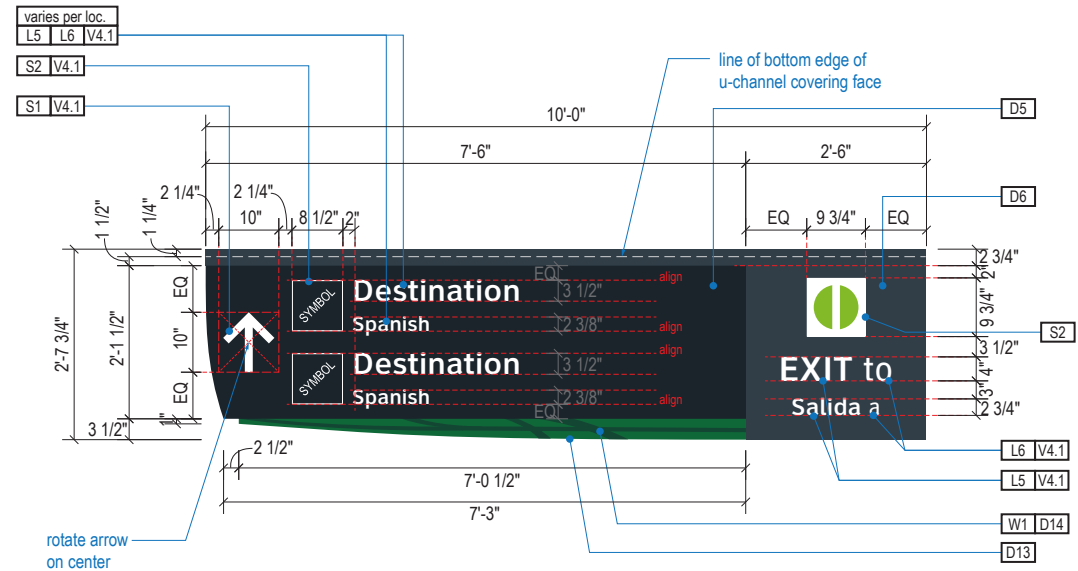 varies per loc.
L5 L6 V4.1
S2 V4.1
S1 V4.1
line of bottom edge of
u-channel covering face
D5
10'-0"
7'-6"
2'-6"
D6
2 1/4"
2 1/4"
10"
8 1/2"
2"
EQ
9 3/4"
EQ
1 1/2"
1 1/4"
2'-7 3/4"
2'-1 1/2"
EQ
10"
EQ
1"
3 1/2"
SYMBOL
Destination
Spanish
EQ
3 1/2"
2 3/8"
align
align
SYMBOL
Destination
Spanish
3 1/2"
2 3/8"
EQ
align
align
EXIT to
Salida a
2 3/4"
2"
9 3/4"
3 1/2"
4"
3"
2 3/4"
S2
2 1/2"
7'-0 1/2"
7'-3"
L6 V4.1
L5 V4.1
W1 D14
D13
rotate arrow
on center